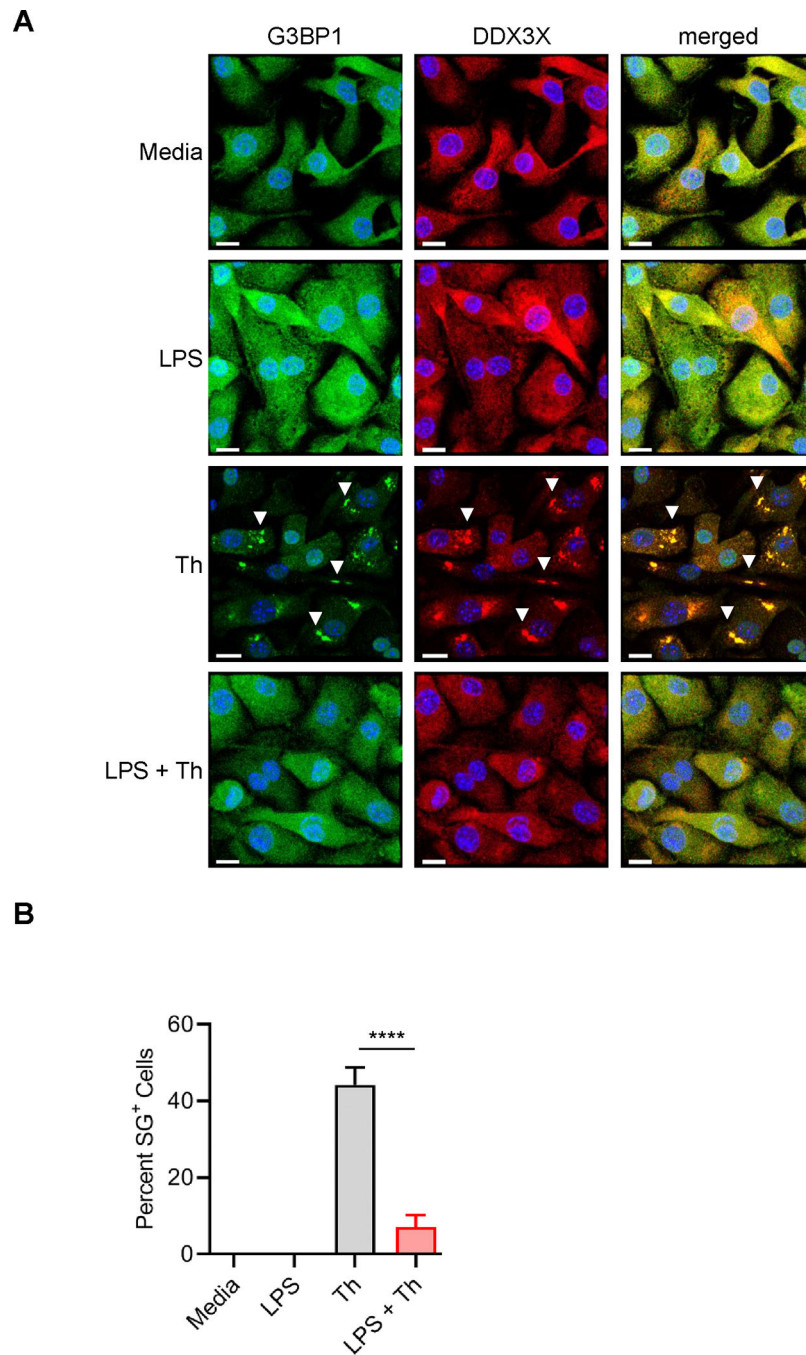 A
G3BP1 DDX3X merged
Media
LPS
Th
LPS + Th
B
Percent SG⁺ Cells
60
40
20
0
****
Media LPS Th LPS + Th